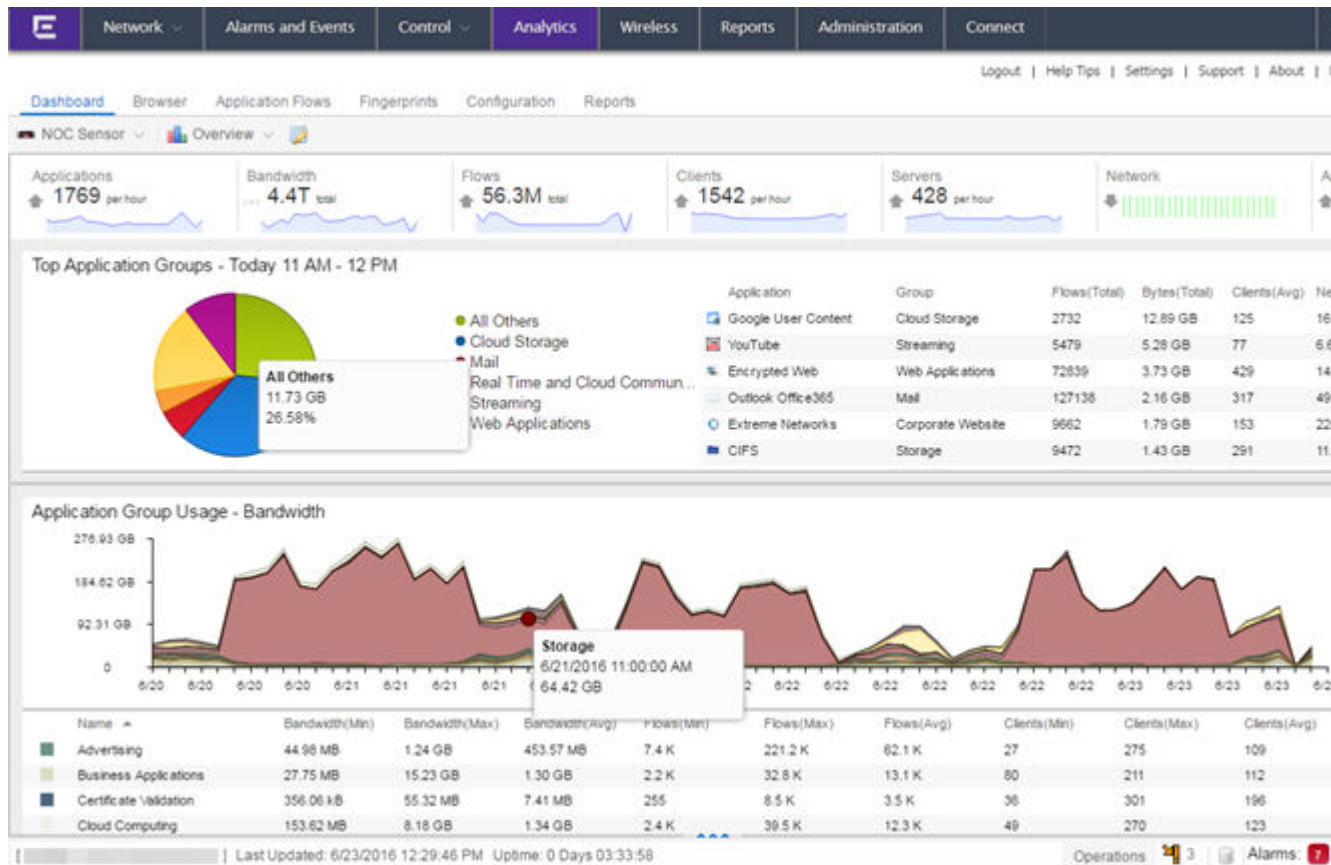 Network
Alarms and Events
Control
Analytics
Wireless
Reports
Administration
Connect
Logout | Help Tips | Settings | Support | About |
Dashboard
Browser
Application Flows
Fingerprints
Configuration
Reports
NOC Sensor
Overview
Applications
1769 per hour
Bandwidth
... 4.4T total
Flows
56.3M total
Clients
1542 per hour
Servers
428 per hour
Network
A
Top Application Groups - Today 11 AM - 12 PM
All Others
11.73 GB
26.58%
All Others
Cloud Storage
Mail
Real Time and Cloud Commun...
Streaming
Web Applications
Application Group Flows(Total) Bytes(Total) Clients(Avg) Ne
Google User Content Cloud Storage 2732 12.89 GB 125 16
YouTube Streaming 5479 5.28 GB 77 6.6
Encrypted Web Web Applications 72839 3.73 GB 429 14
Outlook Office365 Mail 127138 2.16 GB 317 49
Extreme Networks Corporate Website 9662 1.79 GB 153 22
CIFS Storage 9472 1.43 GB 291 11.
Application Group Usage - Bandwidth
276.93 GB
184.62 GB
92.31 GB
0
Storage
6/21/2016 11:00:00 AM
64.42 GB
6/20 6/20 6/20 6/20 6/21 6/21 6/21 6/21 2 6/22 6/22 6/22 6/22 6/22 6/22 6/22 6/23 6/23 6/23 6/2
Name Bandwidth(Min) Bandwidth(Max) Bandwidth(Avg) Flows(Min) Flows(Max) Flows(Avg) Clients(Min) Clients(Max) Clients(Avg)
Advertising 44.98 MB 1.24 GB 453.57 MB 7.4 K 221.2 K 62.1 K 27 275 109
Business Applications 27.75 MB 15.23 GB 1.30 GB 2.2 K 32.8 K 13.1 K 80 211 112
Certificate Validation 356.06 kB 55.32 MB 7.41 MB 255 8.5 K 3.5 K 36 301 196
Cloud Computing 153.62 MB 8.18 GB 1.34 GB 2.4 K 39.5 K 12.3 K 49 270 123
[ ] Last Updated: 6/23/2016 12:29:46 PM Uptime: 0 Days 03:33:58
Operations 3 Alarms: 7